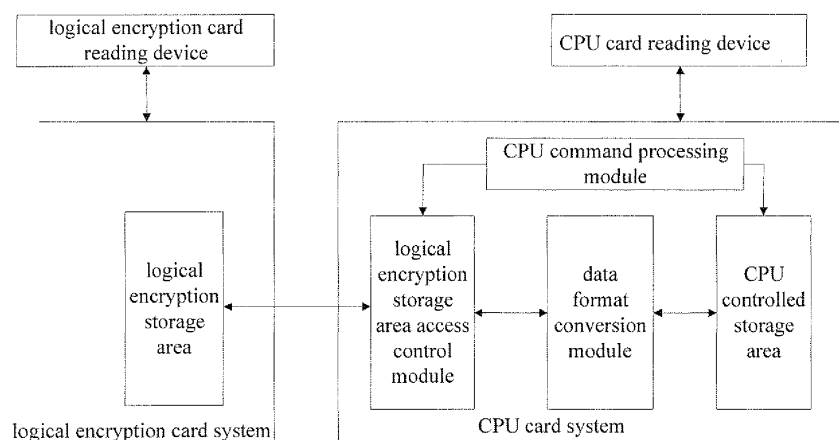 logical encryption card
reading device
CPU card reading device
CPU command processing
module
logical
encryption
storage
area
logical
encryption
storage
area access
control
module
data
format
conversion
module
CPU
controlled
storage
area
logical encryption card system
CPU card system